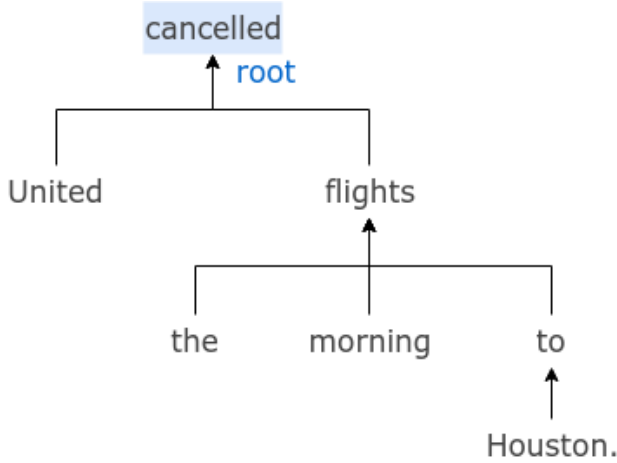 cancelled
root
United flights
the morning to
Houston.